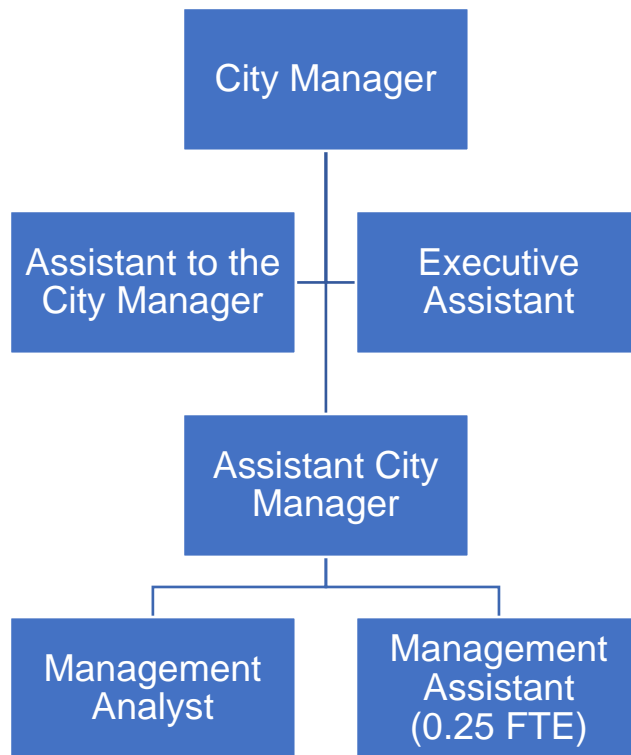 City Manager
Assistant to the
City Manager
Executive
Assistant
Assistant City
Manager
Management
Analyst
Management
Assistant
(0.25 FTE)